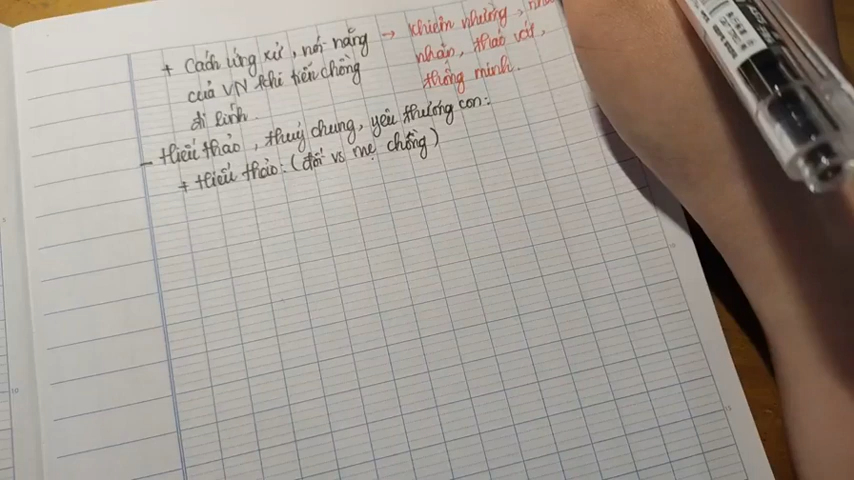 + Cách ứng xử, nói năng → khiêm nhường,
của VN khi tiễn chồng nhẫn, tháo vát,
đi lính. thông minh.
- Hiếu thảo, thuỷ chung, yêu thương con:
+ Hiếu thảo: (đối vs mẹ chồng)